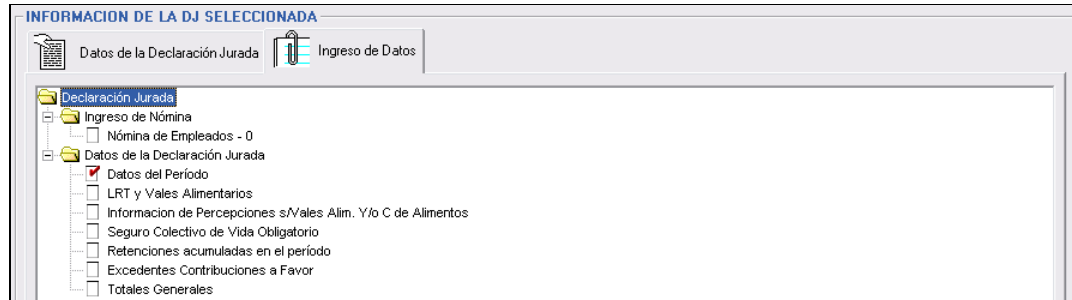 INFORMACION DE LA DJ SELECCIONADA
Datos de la Declaración Jurada Ingreso de Datos
Declaración Jurada
Ingreso de Nómina
Nómina de Empleados - 0
Datos de la Declaración Jurada
Datos del Período
LRT y Vales Alimentarios
Informacion de Percepciones s/Vales Alim. Y/o C de Alimentos
Seguro Colectivo de Vida Obligatorio
Retenciones acumuladas en el período
Excedentes Contribuciones a Favor
Totales Generales